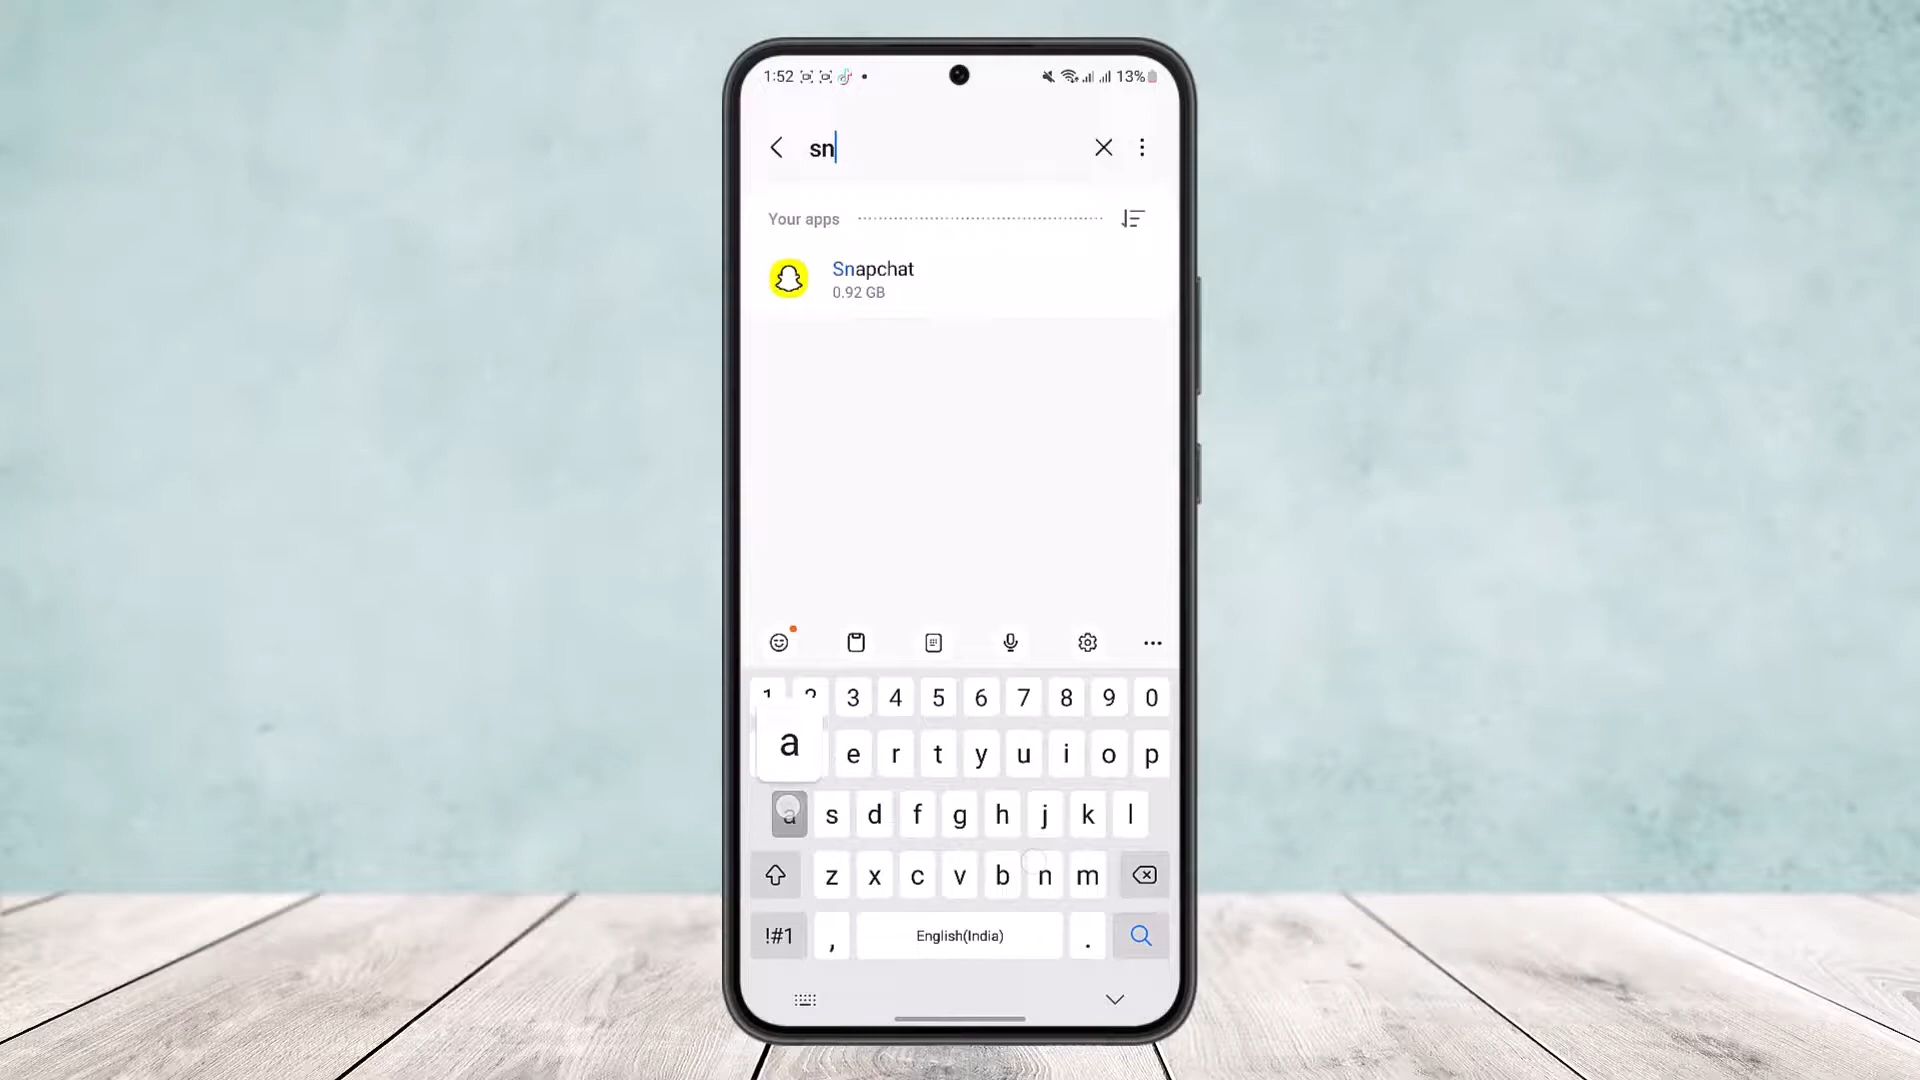 1:52 13%
sn
Your apps
Snapchat
0.92 GB
3 4 5 6 7 8 9 0
a e r t y u i o p
a s d f g h j k l
z x c v b n m
!#1 , English(India) .